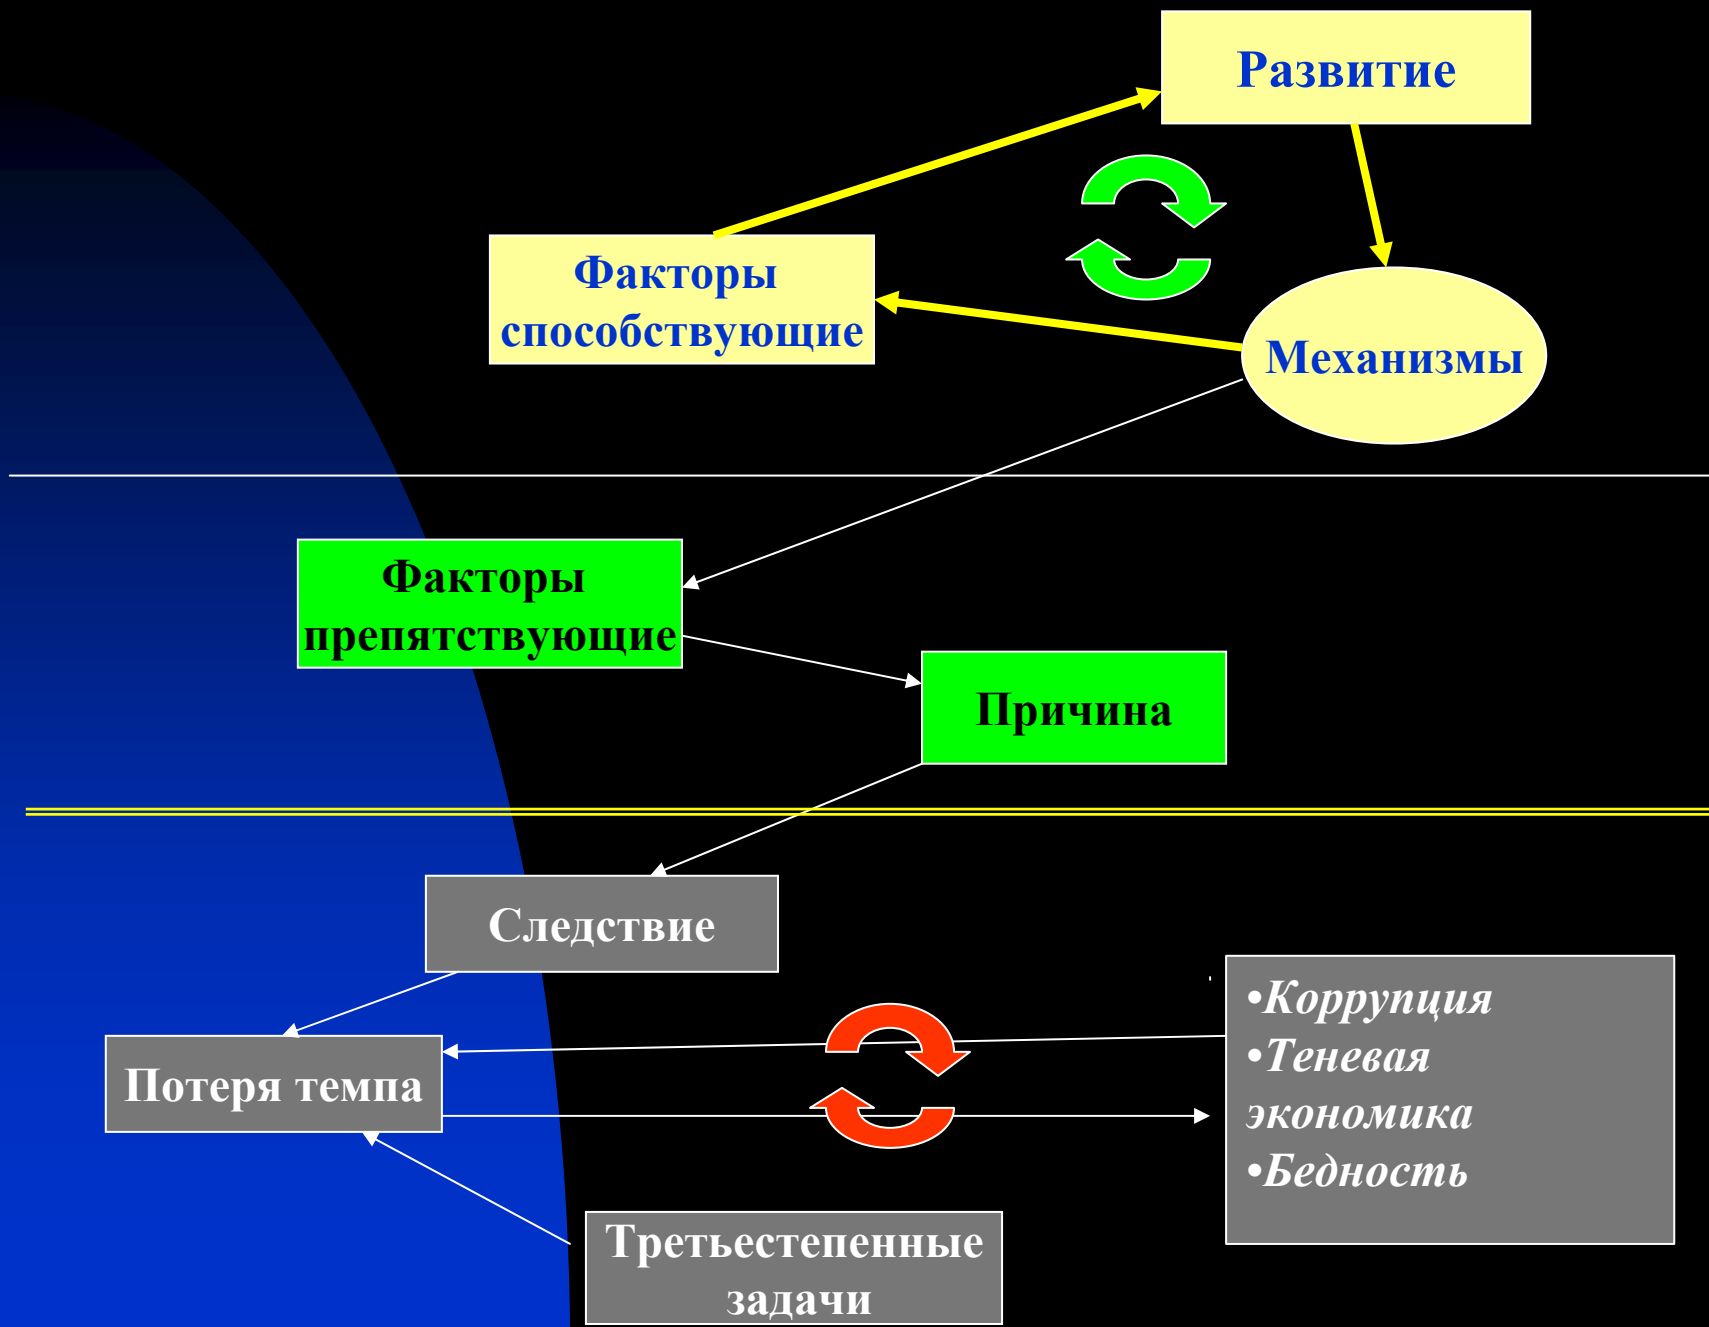 Развитие
Факторы
способствующие
Механизмы
Факторы
препятствующие
Причина
Следствие
•Коррупция
•Теневая
экономика
•Бедность
Потеря темпа
Третьестепенные
задачи